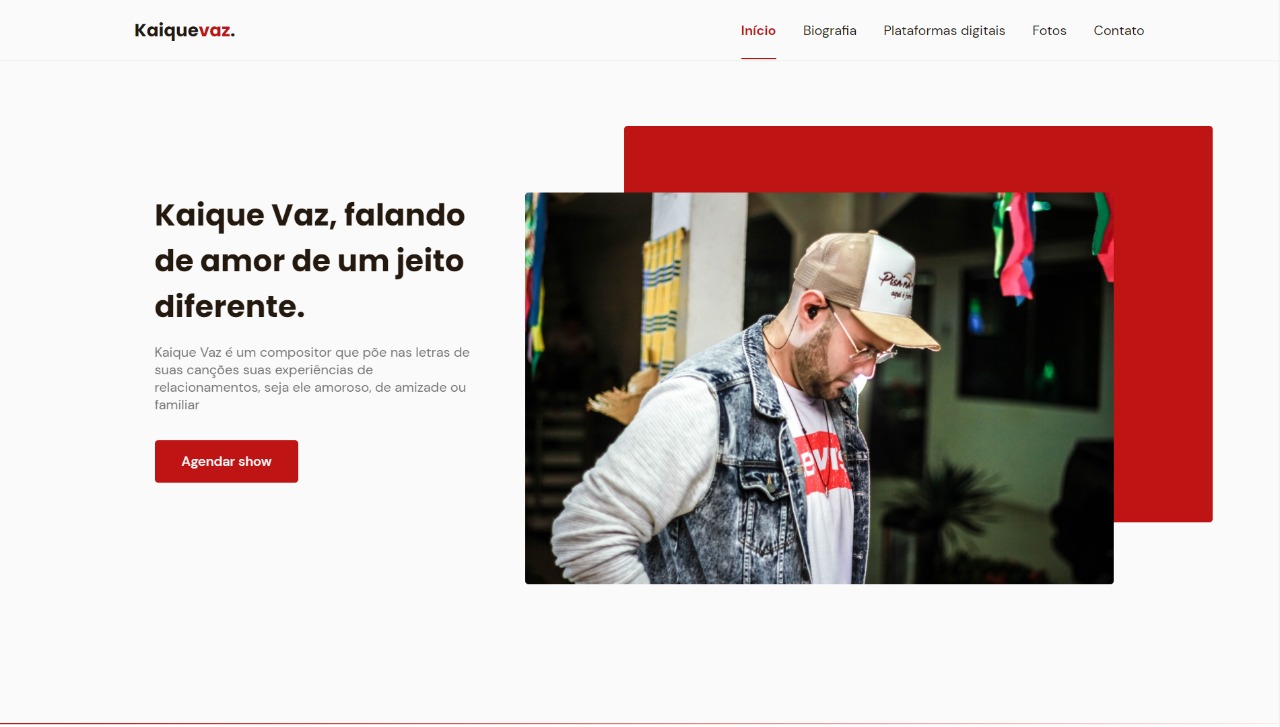 Kaiquevaz.
Início Biografia Plataformas digitais Fotos Contato
Kaique Vaz, falando
de amor de um jeito
diferente.
Kaique Vaz é um compositor que põe nas letras de
suas canções suas experiências de
relacionamentos, seja ele amoroso, de amizade ou
familiar
Agendar show